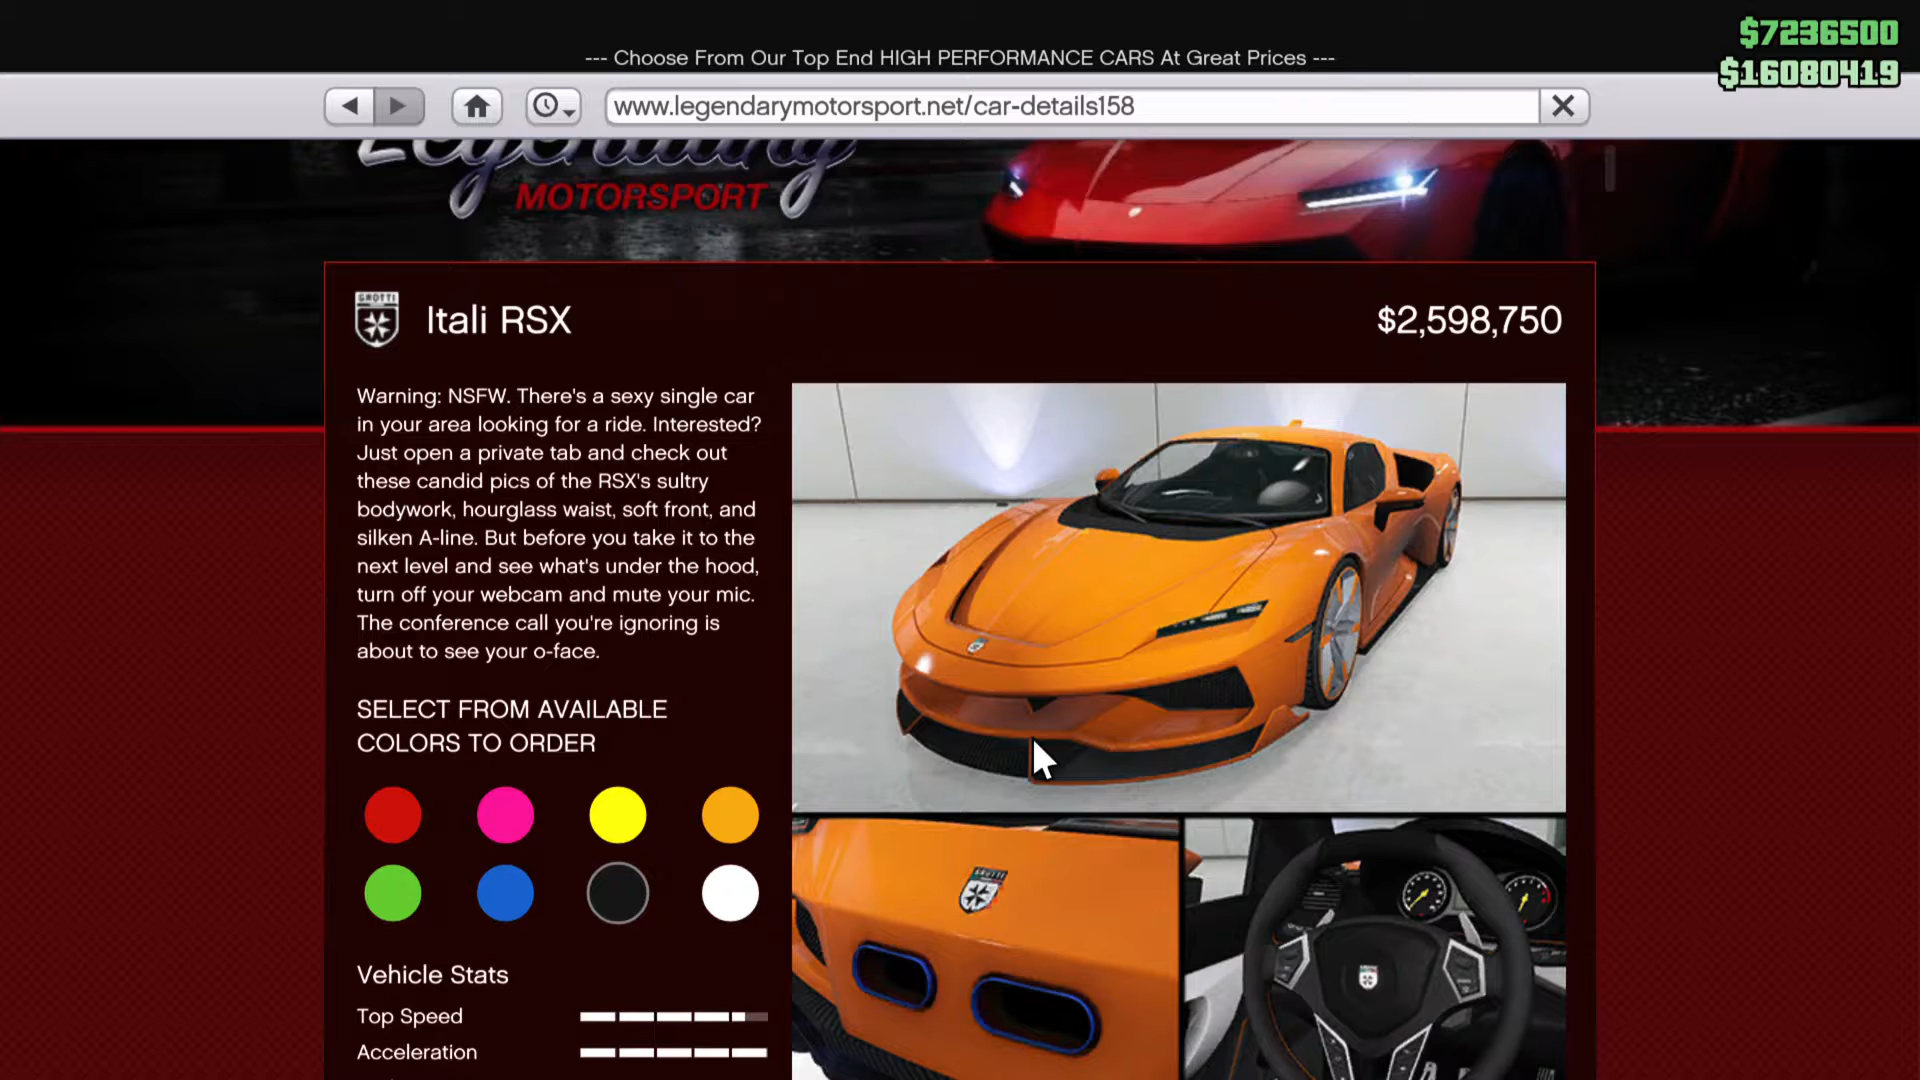 $7236500
$16080419
--- Choose From Our Top End HIGH PERFORMANCE CARS At Great Prices ---
www.legendarymotorsport.net/car-details158
Legendary
MOTORSPORT
GROTTI
Itali RSX
$2,598,750
Warning: NSFW. There's a sexy single car
in your area looking for a ride. Interested?
Just open a private tab and check out
these candid pics of the RSX's sultry
bodywork, hourglass waist, soft front, and
silken A-line. But before you take it to the
next level and see what's under the hood,
turn off your webcam and mute your mic.
The conference call you're ignoring is
about to see your o-face.
SELECT FROM AVAILABLE
COLORS TO ORDER
Vehicle Stats
Top Speed
Acceleration
GROTTI